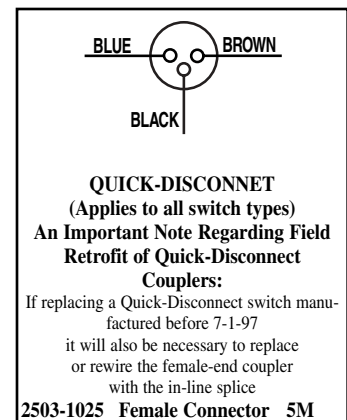 BLUE BROWN
BLACK
QUICK-DISCONNET
(Applies to all switch types)
An Important Note Regarding Field
Retrofit of Quick-Disconnect
Couplers:
If replacing a Quick-Disconnect switch manu-
factured before 7-1-97
it will also be necessary to replace
or rewire the female-end coupler
with the in-line splice
2503-1025 Female Connector 5M